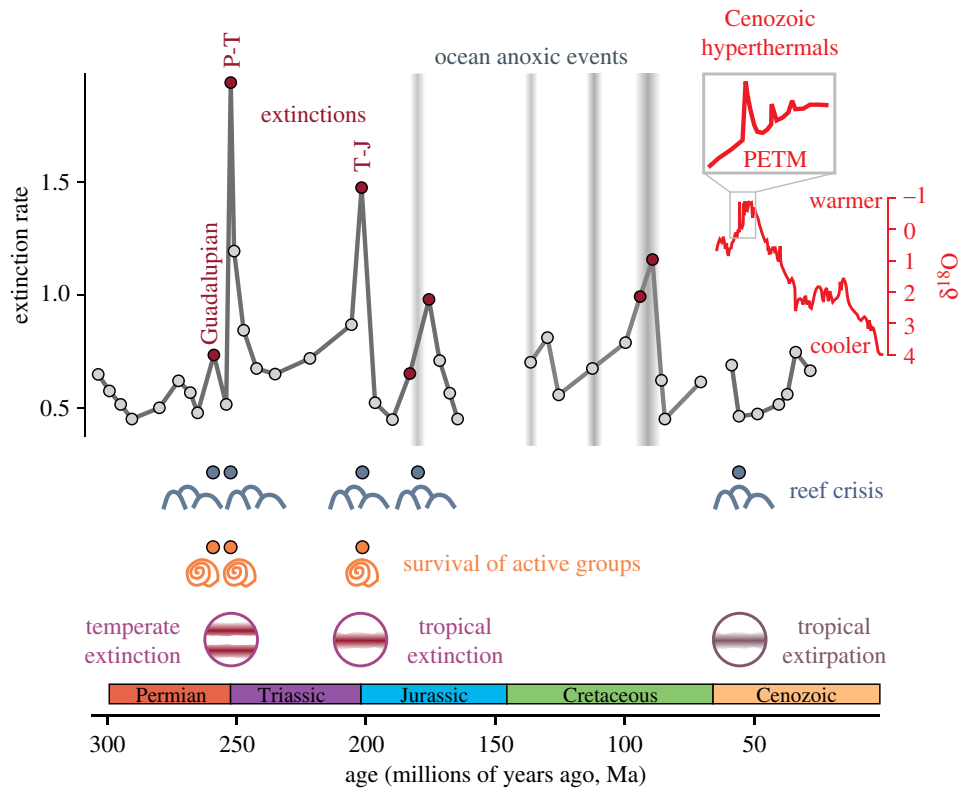 Cenozoic
hyperthermals
P-T
ocean anoxic events
extinctions
T-J
PETM
1.5
1.0
0.5
extinction rate
Guadalupian
warmer
cooler
−1
0
1
2
3
4
δ18O
reef crisis
survival of active groups
temperate
extinction
tropical
extinction
tropical
extirpation
Permian
Triassic
Jurassic
Cretaceous
Cenozoic
300
250
200
150
100
50
age (millions of years ago, Ma)